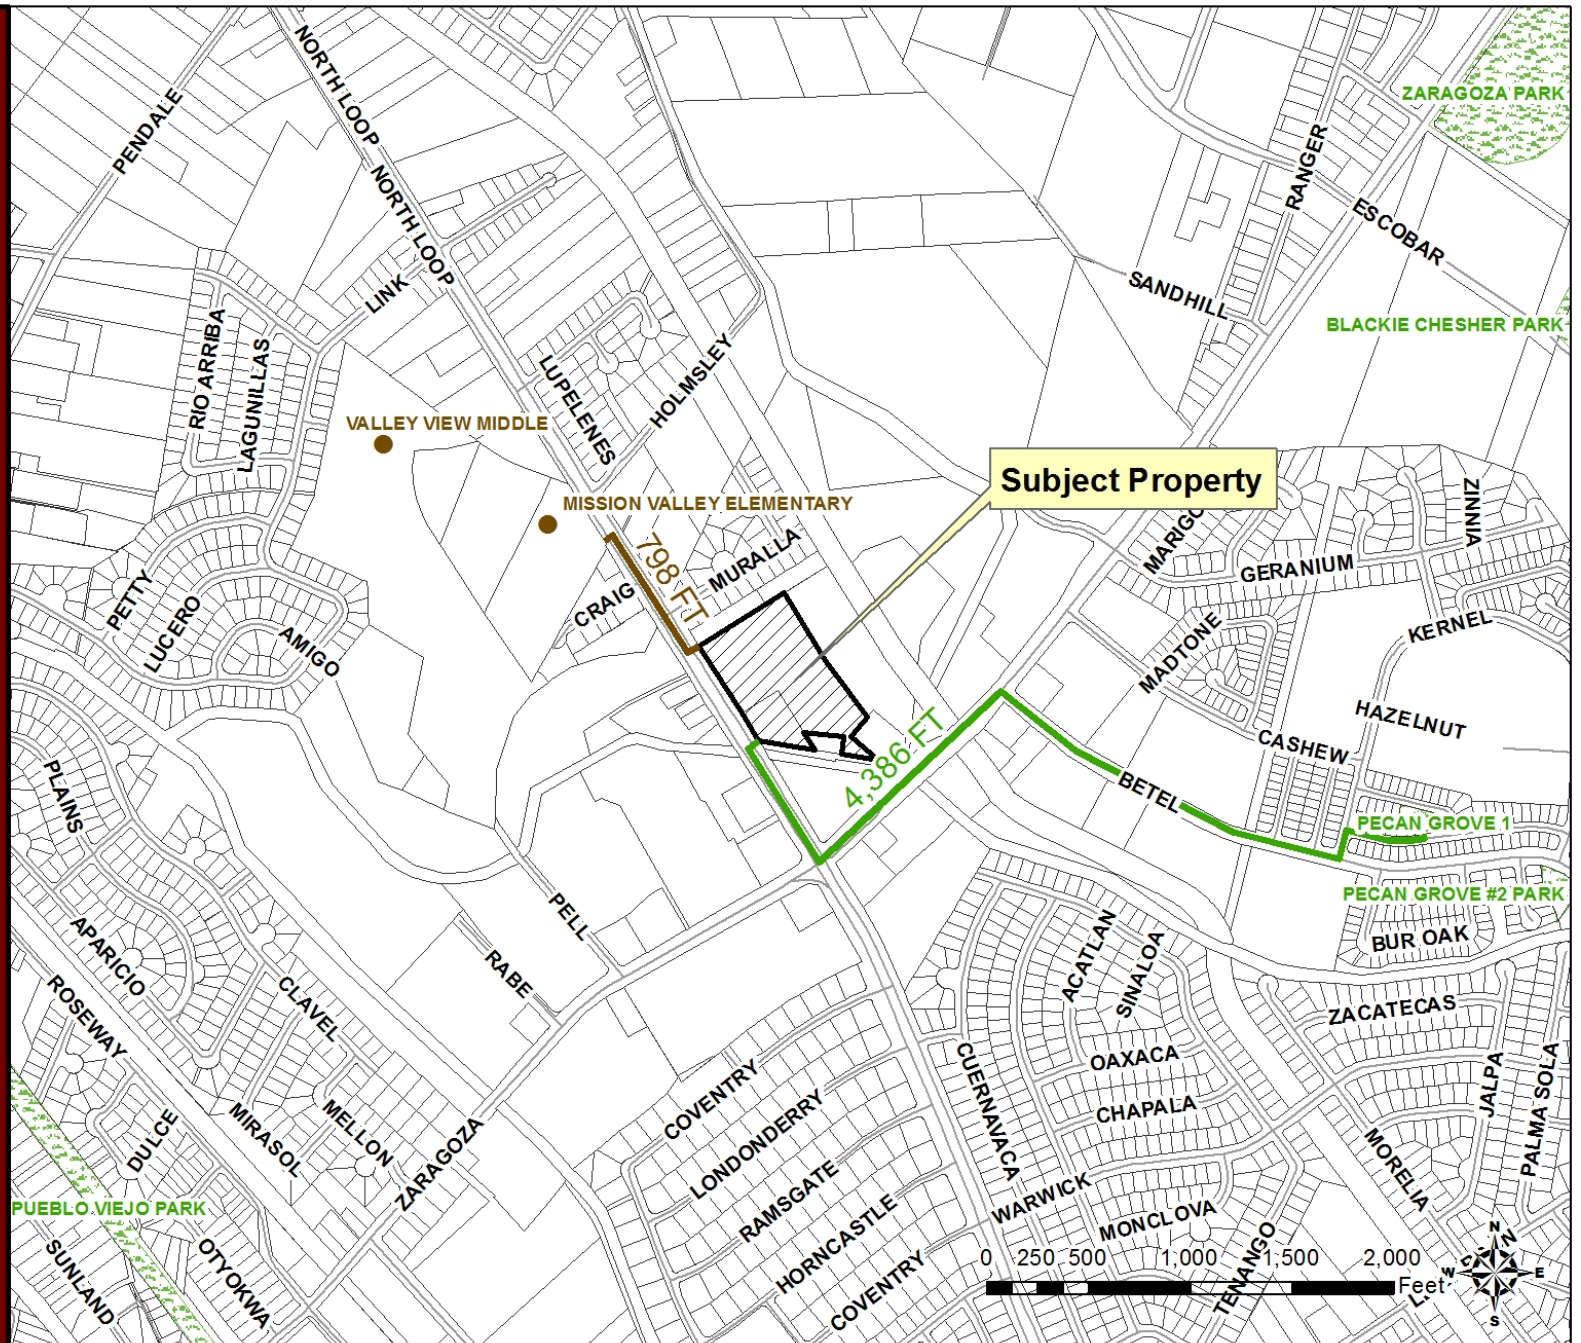 NORTH LOOP
PENDALE
ZARAGOZA PARK
RANGER
NORTH LOOP
ESCOBAR
LINK
SANDHILL
BLACKIE CHESHER PARK
RIO ARRIBA
LAGUNILLAS
LUPELENES
HOLMSLEY
VALLEY VIEW MIDDLE
Subject Property
MISSION VALLEY ELEMENTARY
ZINNIA
798 FT
MURALLA
MARIGO
GERANIUM
CRAIG
PETTY
LUCERO
AMIGO
KERNEL
MADTONE
HAZELNUT
CASHEW
4,386 FT
BETEL
PLAINS
PECAN GROVE 1
PECAN GROVE #2 PARK
BUR OAK
PELL
RABE
APARICIO
ROSEWAY
CLAVEL
ACATLAN
SINALOA
ZACATECAS
OAXACA
CUERNAVACA
CHAPALA
JALPA
PALMA SOLA
COVENTRY
LONDONDERRY
RAMSGATE
HORNCASTLE
COVENTRY
WARWICK
MONCLOVA
TENANGO
MORELIA
DULCE
MIRASOL
MELLON
ZARAGOZA
PUEBLO VIEJO PARK
SUNLAND
OTYOKWA
0 250 500 1,000 1,500 2,000
Feet
N
W E
S